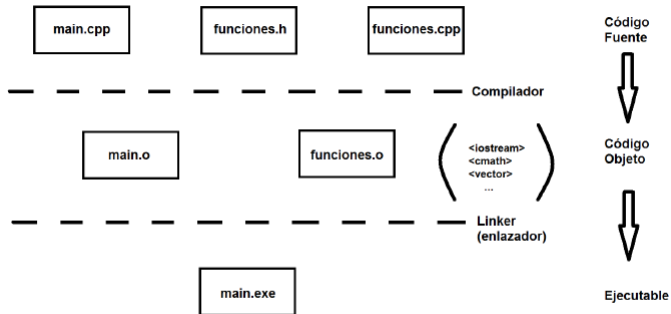 main.cpp
funciones.h
funciones.cpp
Código
Fuente
Compilador
main.o
funciones.o
<iostream>
<cmath>
<vector>
...
Código
Objeto
Linker
(enlazador)
main.exe
Ejecutable